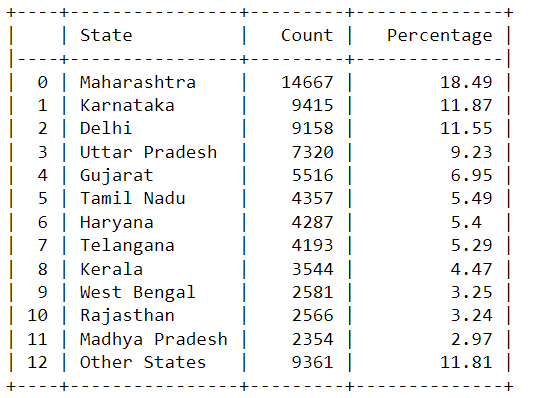 +----+----------------+---------+--------------+
|    | State          |   Count |   Percentage |
|----+----------------+---------+--------------|
|  0 | Maharashtra    |   14667 |        18.49 |
|  1 | Karnataka      |    9415 |        11.87 |
|  2 | Delhi          |    9158 |        11.55 |
|  3 | Uttar Pradesh  |    7320 |         9.23 |
|  4 | Gujarat        |    5516 |         6.95 |
|  5 | Tamil Nadu     |    4357 |         5.49 |
|  6 | Haryana        |    4287 |         5.4  |
|  7 | Telangana      |    4193 |         5.29 |
|  8 | Kerala         |    3544 |         4.47 |
|  9 | West Bengal    |    2581 |         3.25 |
| 10 | Rajasthan      |    2566 |         3.24 |
| 11 | Madhya Pradesh |    2354 |         2.97 |
| 12 | Other States   |    9361 |        11.81 |
+----+----------------+---------+--------------+